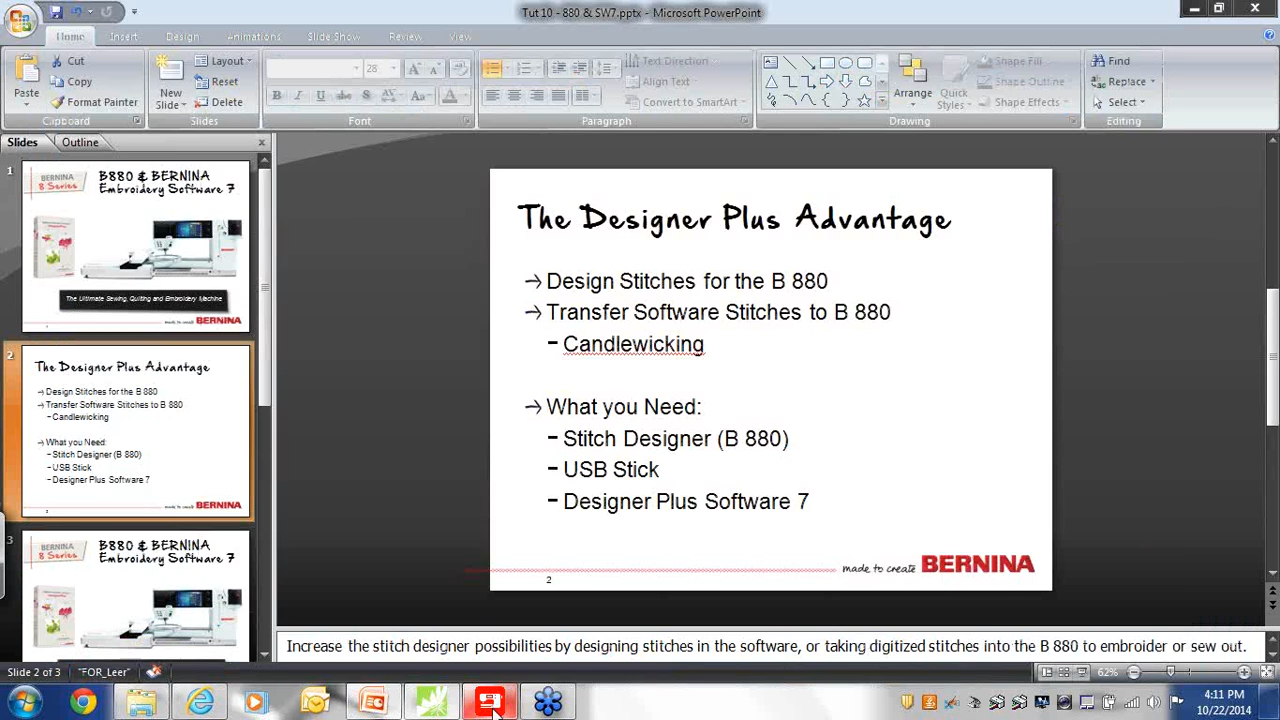 Tut 10 - 880 & SW7.pptx - Microsoft PowerPoint
Home Insert Design Animations Slide Show Review View
Paste
Cut
Copy
Format Painter
Clipboard
New Slide
Layout
Reset
Delete
Slides
28
Font
Text Direction
Align Text
Convert to SmartArt
Paragraph
Arrange
Quick Styles
Shape Fill
Shape Outline
Shape Effects
Drawing
Find
Replace
Select
Editing
Slides Outline
1
BERNINA
8 Series
B880 & BERNINA
Embroidery Software 7
The Ultimate Sewing, Quilting and Embroidery Machine
made to create BERNINA
2
The Designer Plus Advantage
Design Stitches for the B 880
Transfer Software Stitches to B 880
- Candlewicking
What you Need:
- Stitch Designer (B 880)
- USB Stick
- Designer Plus Software 7
made to create BERNINA
3
BERNINA
8 Series
B880 & BERNINA
Embroidery Software 7
The Designer Plus Advantage
→ Design Stitches for the B 880
→ Transfer Software Stitches to B 880
- Candlewicking
→ What you Need:
- Stitch Designer (B 880)
- USB Stick
- Designer Plus Software 7
made to create BERNINA
2
Increase the stitch designer possibilities by designing stitches in the software, or taking digitized stitches into the B 880 to embroider or sew out.
Slide 2 of 3 "FOR_Leer" 62%
4:11 PM
10/22/2014